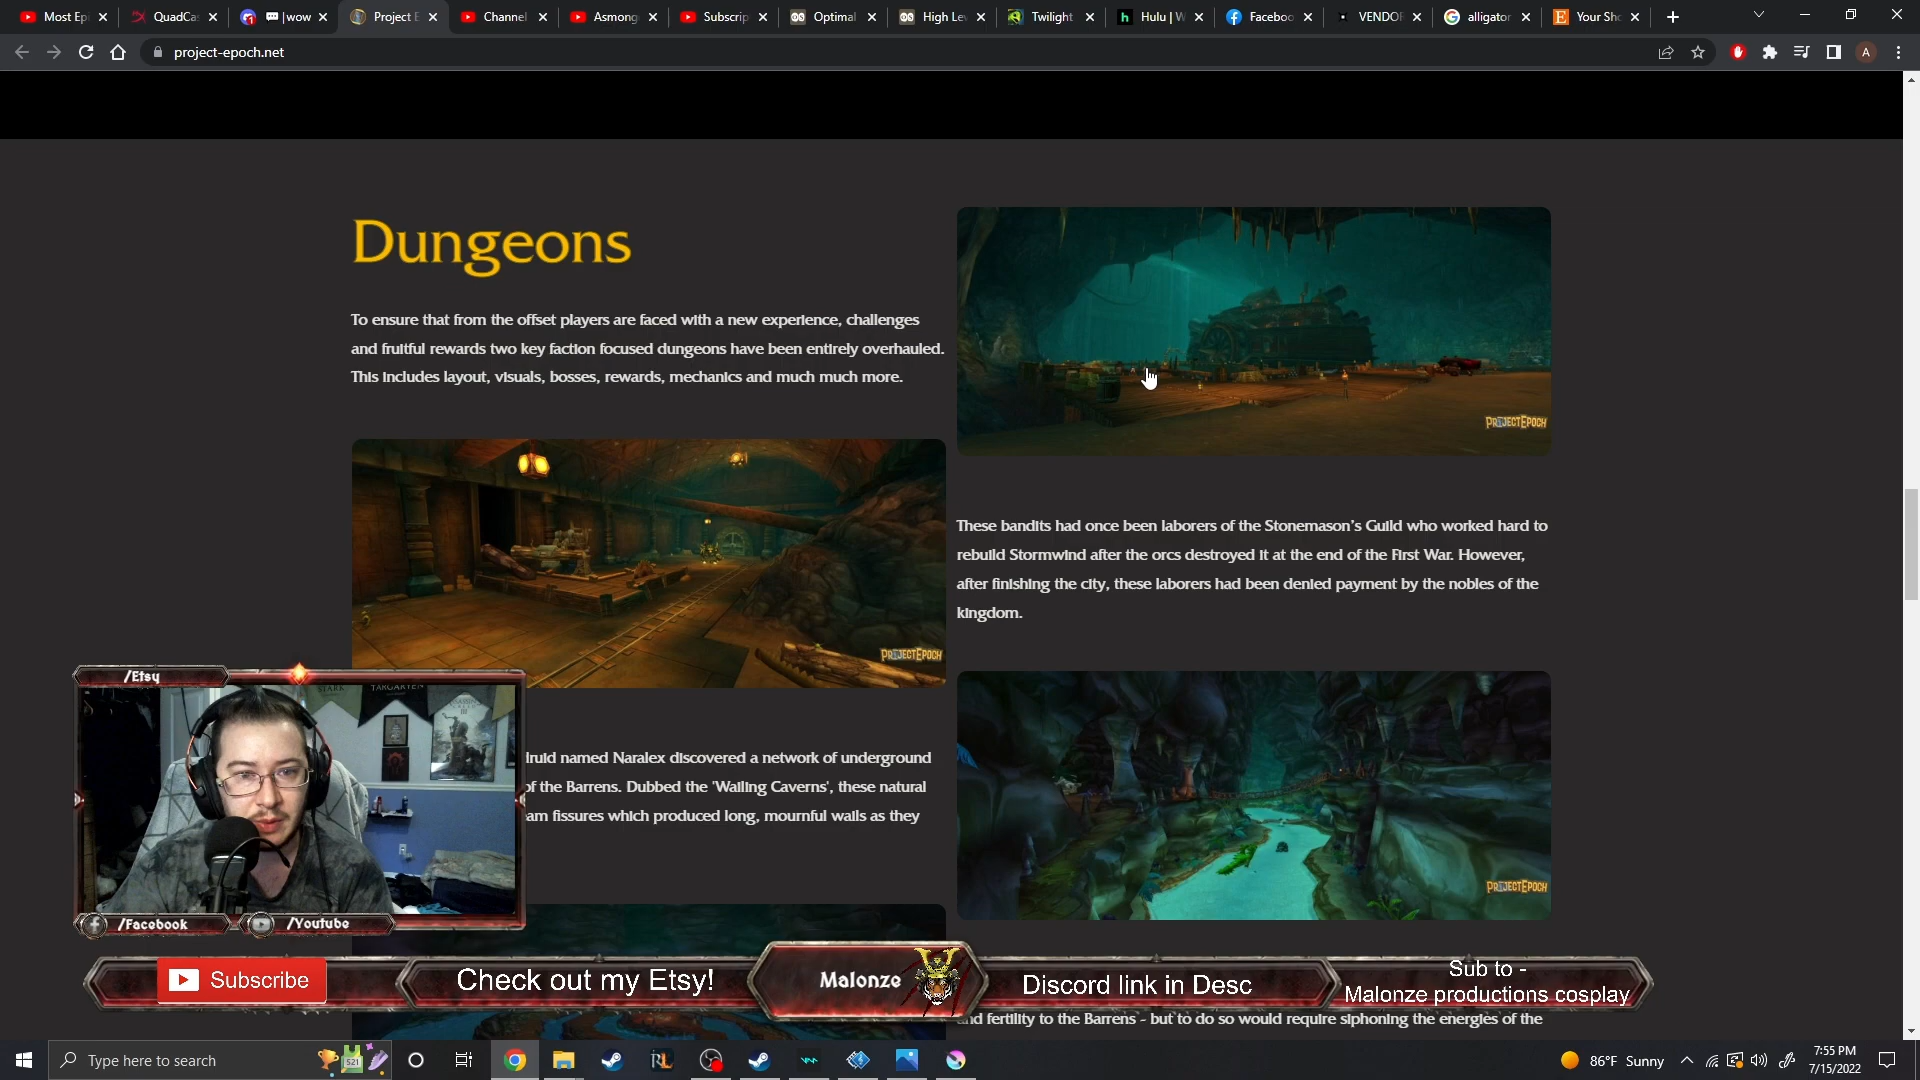 Most Epi
QuadCas
|wow
Project E
Channel
Asmong
Subscrip
Optimal
High Lev
Twilight
Hulu | W
Faceboo
VENDOR
alligator
Your Sho
project-epoch.net
A
Dungeons
To ensure that from the offset players are faced with a new experience, challenges
and fruitful rewards two key faction focused dungeons have been entirely overhauled.
This includes layout, visuals, bosses, rewards, mechanics and much much more.
PROJECTEPOCH
PROJECTEPOCH
These bandits had once been laborers of the Stonemason's Guild who worked hard to
rebuild Stormwind after the orcs destroyed it at the end of the First War. However,
after finishing the city, these laborers had been denied payment by the nobles of the
kingdom.
druid named Naralex discovered a network of underground
of the Barrens. Dubbed the 'Wailing Caverns', these natural
am fissures which produced long, mournful wails as they
PROJECTEPOCH
and fertility to the Barrens - but to do so would require siphoning the energies of the
/Etsy
STARK
TARGARYEN
/Facebook
/Youtube
Subscribe
Check out my Etsy!
Malonze
Discord link in Desc
Sub to -
Malonze productions cosplay
Type here to search
86°F Sunny
7:55 PM
7/15/2022